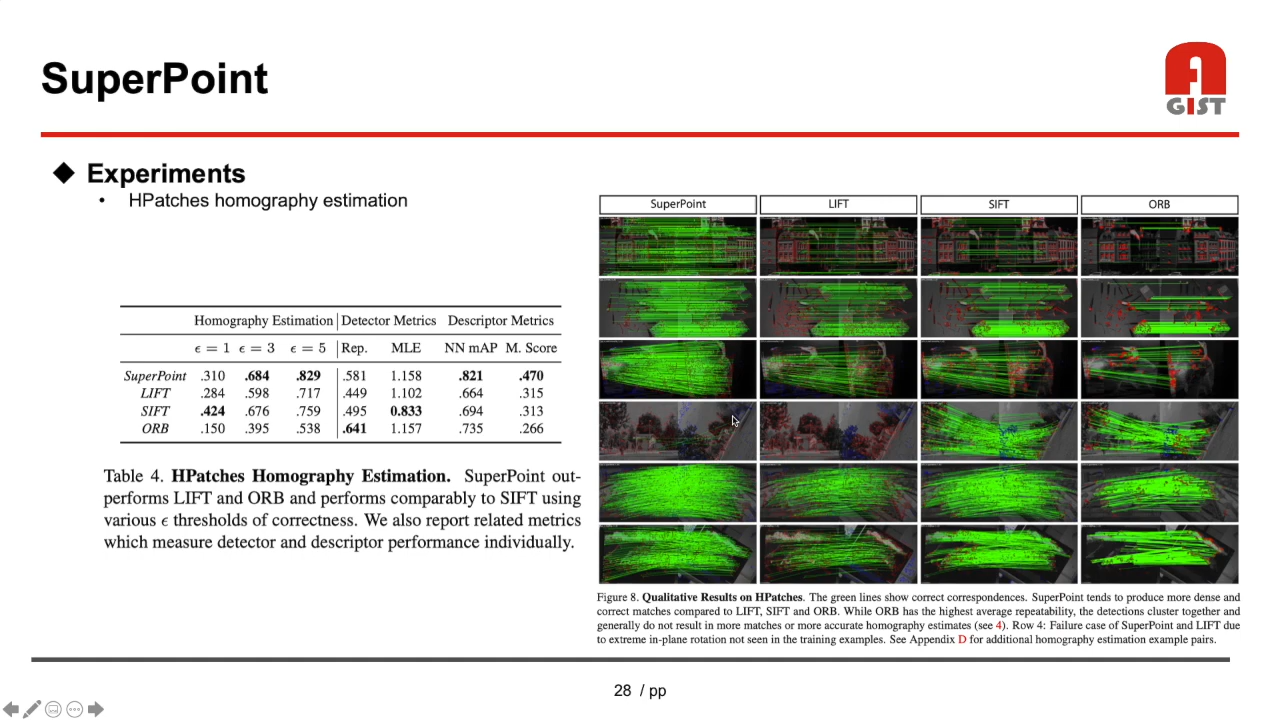 SuperPoint
GIST
◆ Experiments
• HPatches homography estimation
Homography Estimation Detector Metrics Descriptor Metrics
ϵ = 1 ϵ = 3 ϵ = 5 Rep. MLE NN mAP M. Score
SuperPoint .310 .684 .829 .581 1.158 .821 .470
LIFT .284 .598 .717 .449 1.102 .664 .315
SIFT .424 .676 .759 .495 0.833 .694 .313
ORB .150 .395 .538 .641 1.157 .735 .266
Table 4. HPatches Homography Estimation. SuperPoint out-
performs LIFT and ORB and performs comparably to SIFT using
various ϵ thresholds of correctness. We also report related metrics
which measure detector and descriptor performance individually.
SuperPoint LIFT SIFT ORB
Figure 8. Qualitative Results on HPatches. The green lines show correct correspondences. SuperPoint tends to produce more dense and
correct matches compared to LIFT, SIFT and ORB. While ORB has the highest average repeatability, the detections cluster together and
generally do not result in more matches or more accurate homography estimates (see 4). Row 4: Failure case of SuperPoint and LIFT due
to extreme in-plane rotation not seen in the training examples. See Appendix D for additional homography estimation example pairs.
28 / pp